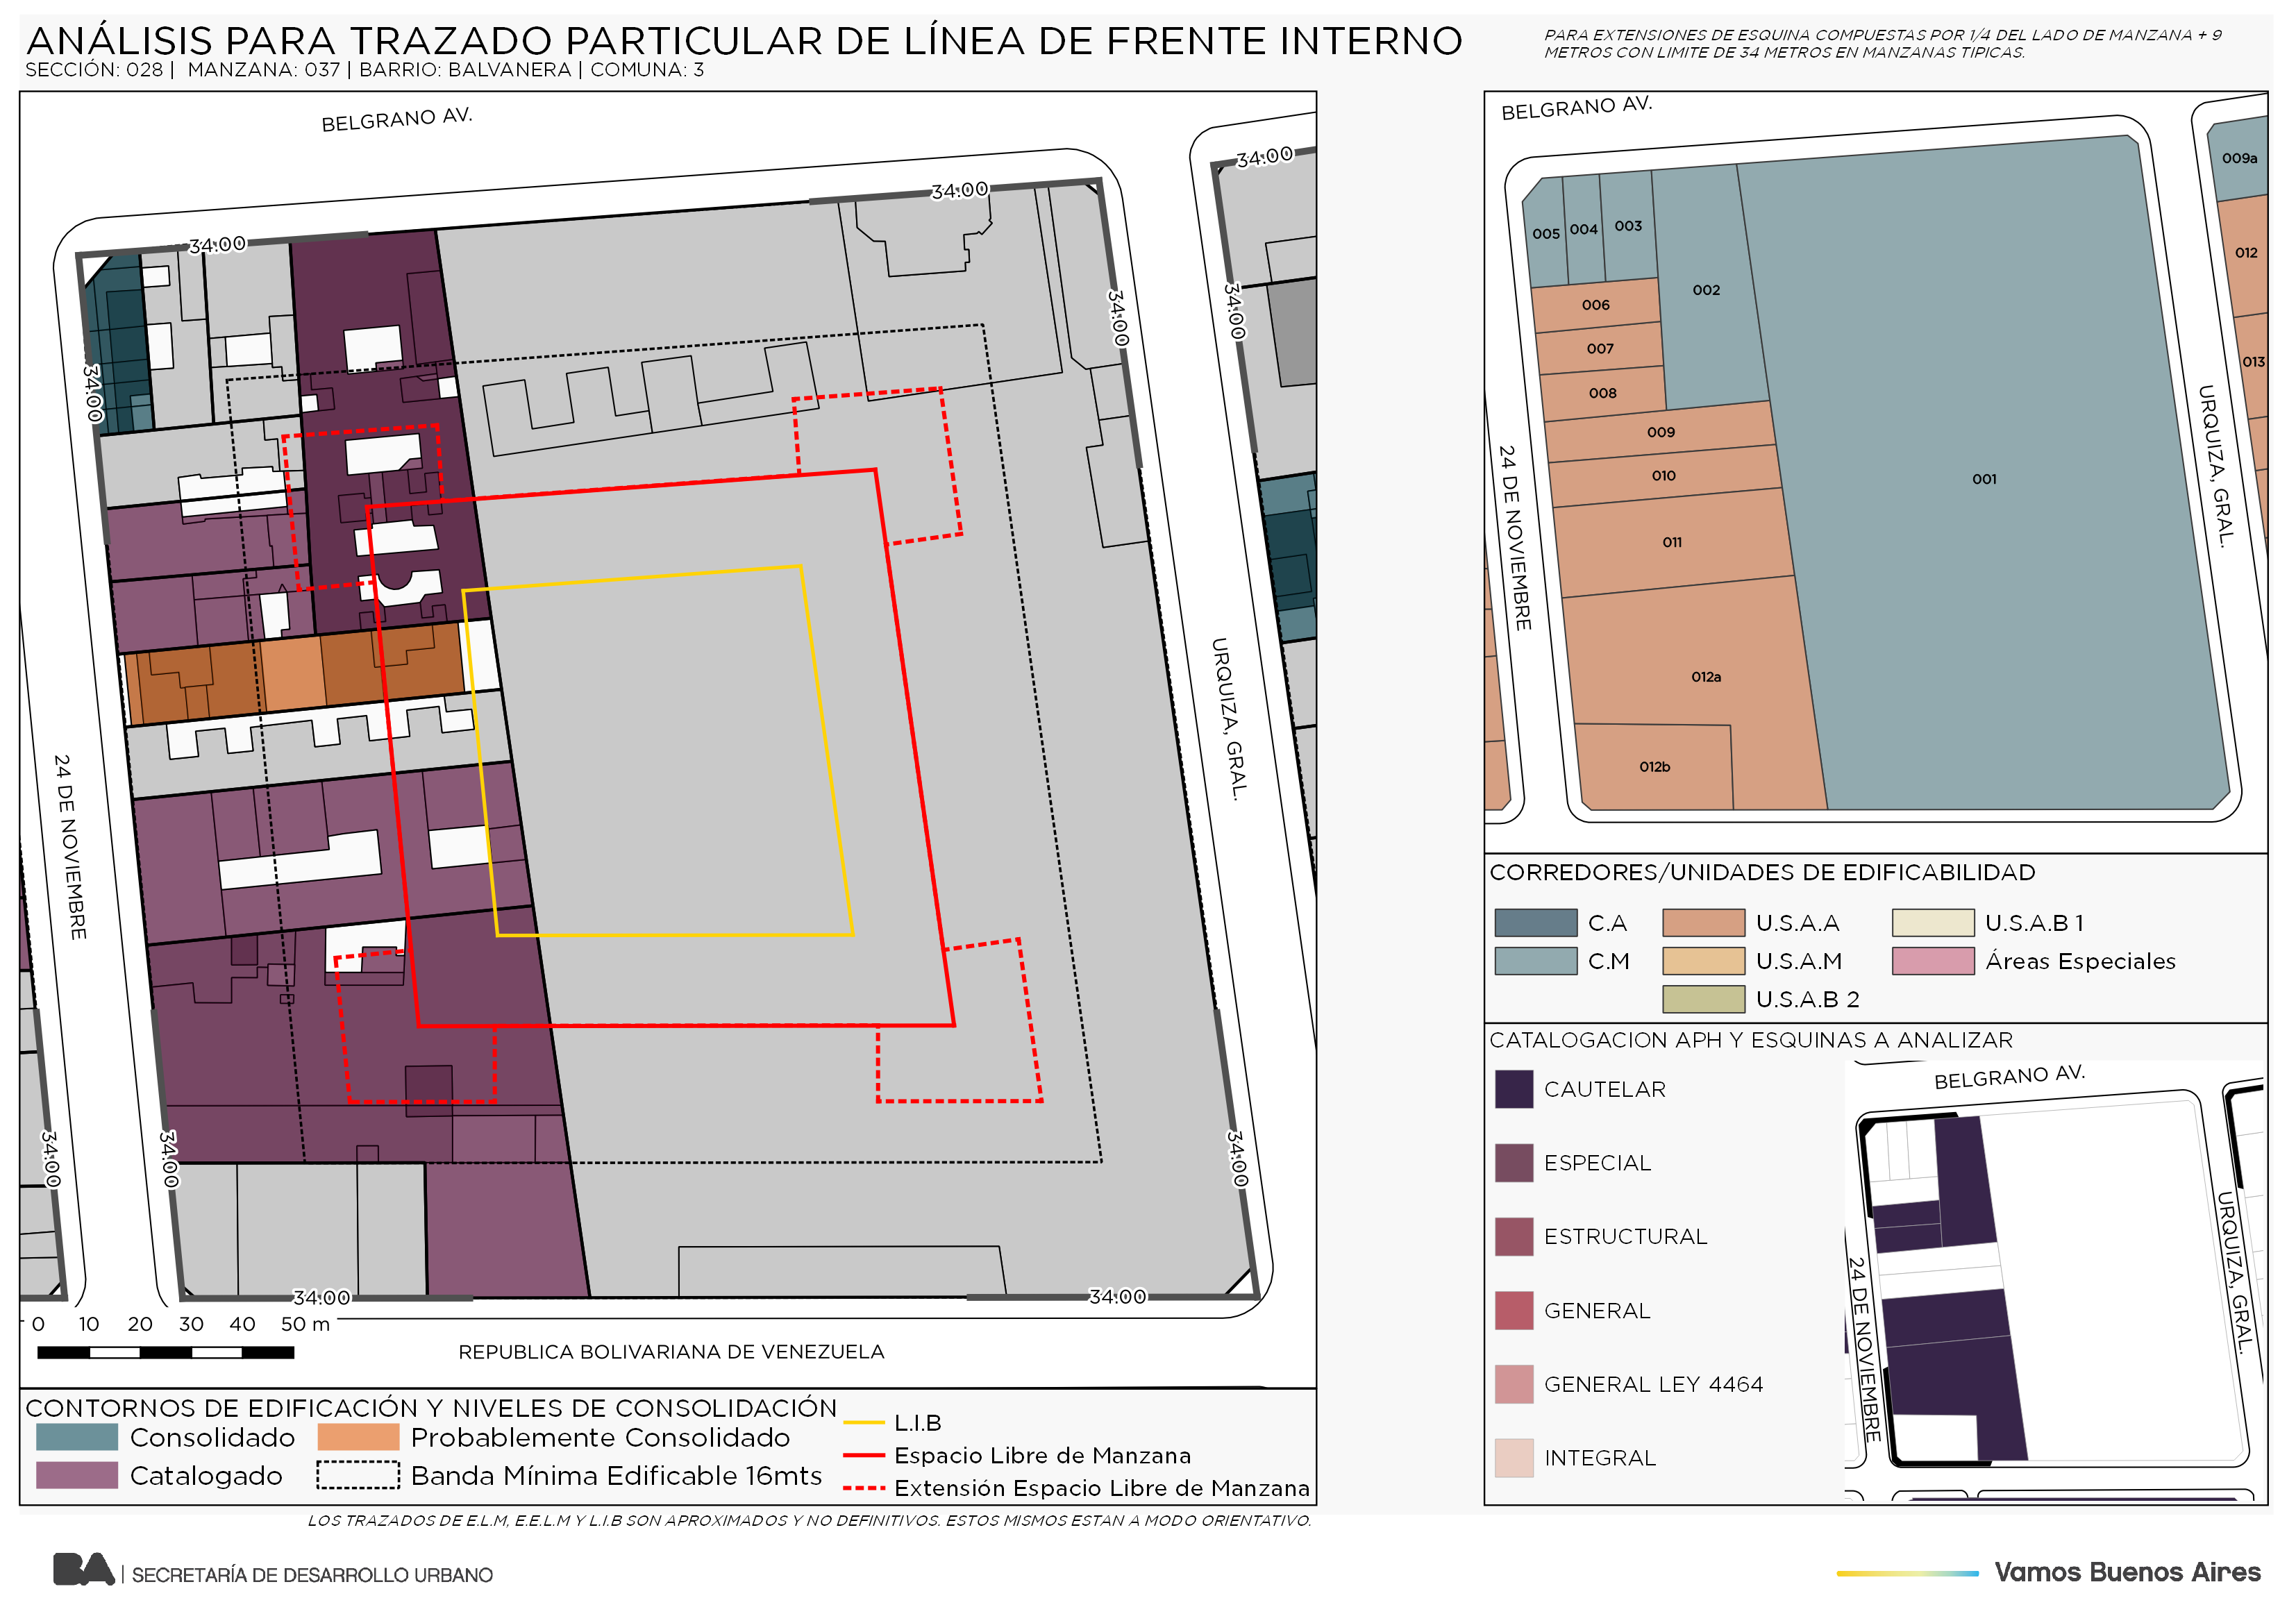 ANÁLISIS PARA TRAZADO PARTICULAR DE LÍNEA DE FRENTE INTERNO
SECCIÓN: 028 | MANZANA: 037 | BARRIO: BALVANERA | COMUNA: 3
PARA EXTENSIONES DE ESQUINA COMPUESTAS POR 1/4 DEL LADO DE MANZANA + 9
METROS CON LIMITE DE 34 METROS EN MANZANAS TIPICAS.
BELGRANO AV.
34.00
34.00
34.00
34.00
34.00
34.00
24 DE NOVIEMBRE
URQUIZA, GRAL.
34.00
34.00
34.00
34.00
34.00
0 10 20 30 40 50 m
REPUBLICA BOLIVARIANA DE VENEZUELA
CONTORNOS DE EDIFICACIÓN Y NIVELES DE CONSOLIDACIÓN
Consolidado
Probablemente Consolidado
Catalogado
Banda Mínima Edificable 16mts
L.I.B
Espacio Libre de Manzana
Extensión Espacio Libre de Manzana
LOS TRAZADOS DE E.L.M, E.E.L.M Y L.I.B SON APROXIMADOS Y NO DEFINITIVOS. ESTOS MISMOS ESTAN A MODO ORIENTATIVO.
BELGRANO AV.
009a
005
004
003
002
012
006
007
008
013
009
010
001
011
012a
012b
24 DE NOVIEMBRE
URQUIZA, GRAL.
CORREDORES/UNIDADES DE EDIFICABILIDAD
C.A
U.S.A.A
U.S.A.B 1
C.M
U.S.A.M
Áreas Especiales
U.S.A.B 2
CATALOGACION APH Y ESQUINAS A ANALIZAR
CAUTELAR
ESPECIAL
ESTRUCTURAL
GENERAL
GENERAL LEY 4464
INTEGRAL
BELGRANO AV.
24 DE NOVIEMBRE
URQUIZA, GRAL.
BA | SECRETARÍA DE DESARROLLO URBANO
Vamos Buenos Aires